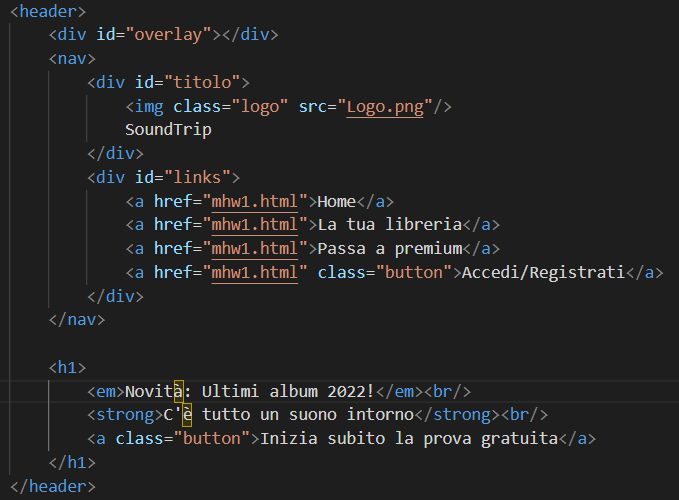 <header>
<div id="overlay"></div>
<nav>
<div id="titolo">
<img class="logo" src="Logo.png"/>
SoundTrip
</div>
<div id="links">
<a href="mhw1.html">Home</a>
<a href="mhw1.html">La tua libreria</a>
<a href="mhw1.html">Passa a premium</a>
<a href="mhw1.html" class="button">Accedi/Registrati</a>
</div>
</nav>
<h1>
<em>Novità: Ultimi album 2022!</em><br/>
<strong>C'è tutto un suono intorno</strong><br/>
<a class="button">Inizia subito la prova gratuita</a>
</h1>
</header>